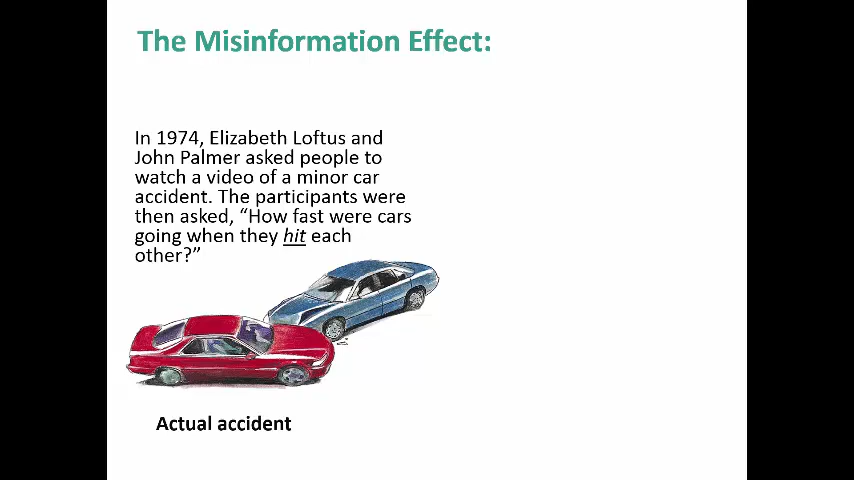 The Misinformation Effect:
In 1974, Elizabeth Loftus and
John Palmer asked people to
watch a video of a minor car
accident. The participants were
then asked, “How fast were cars
going when they hit each
other?”
Actual accident